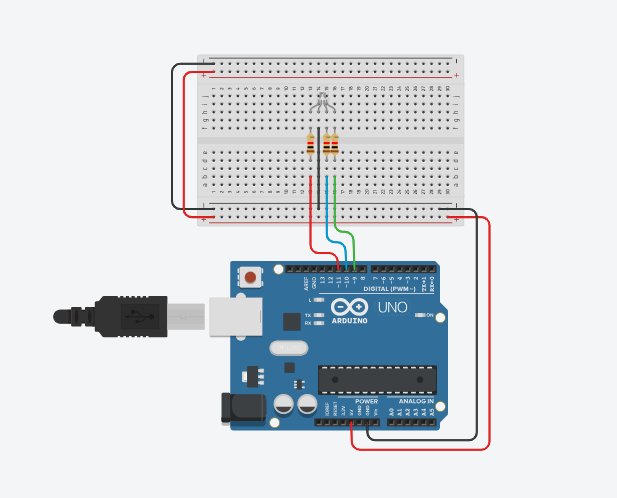 AREF
GND
13
12
~11
~10
~9
8
7
~6
~5
4
~3
2
TX→1
RX←0
DIGITAL (PWM ~)
L
TX
RX
UNO
ARDUINO
ON
POWER
ANALOG IN
IOREF
RESET
3.3V
5V
GND
GND
Vin
A0
A1
A2
A3
A4
A5